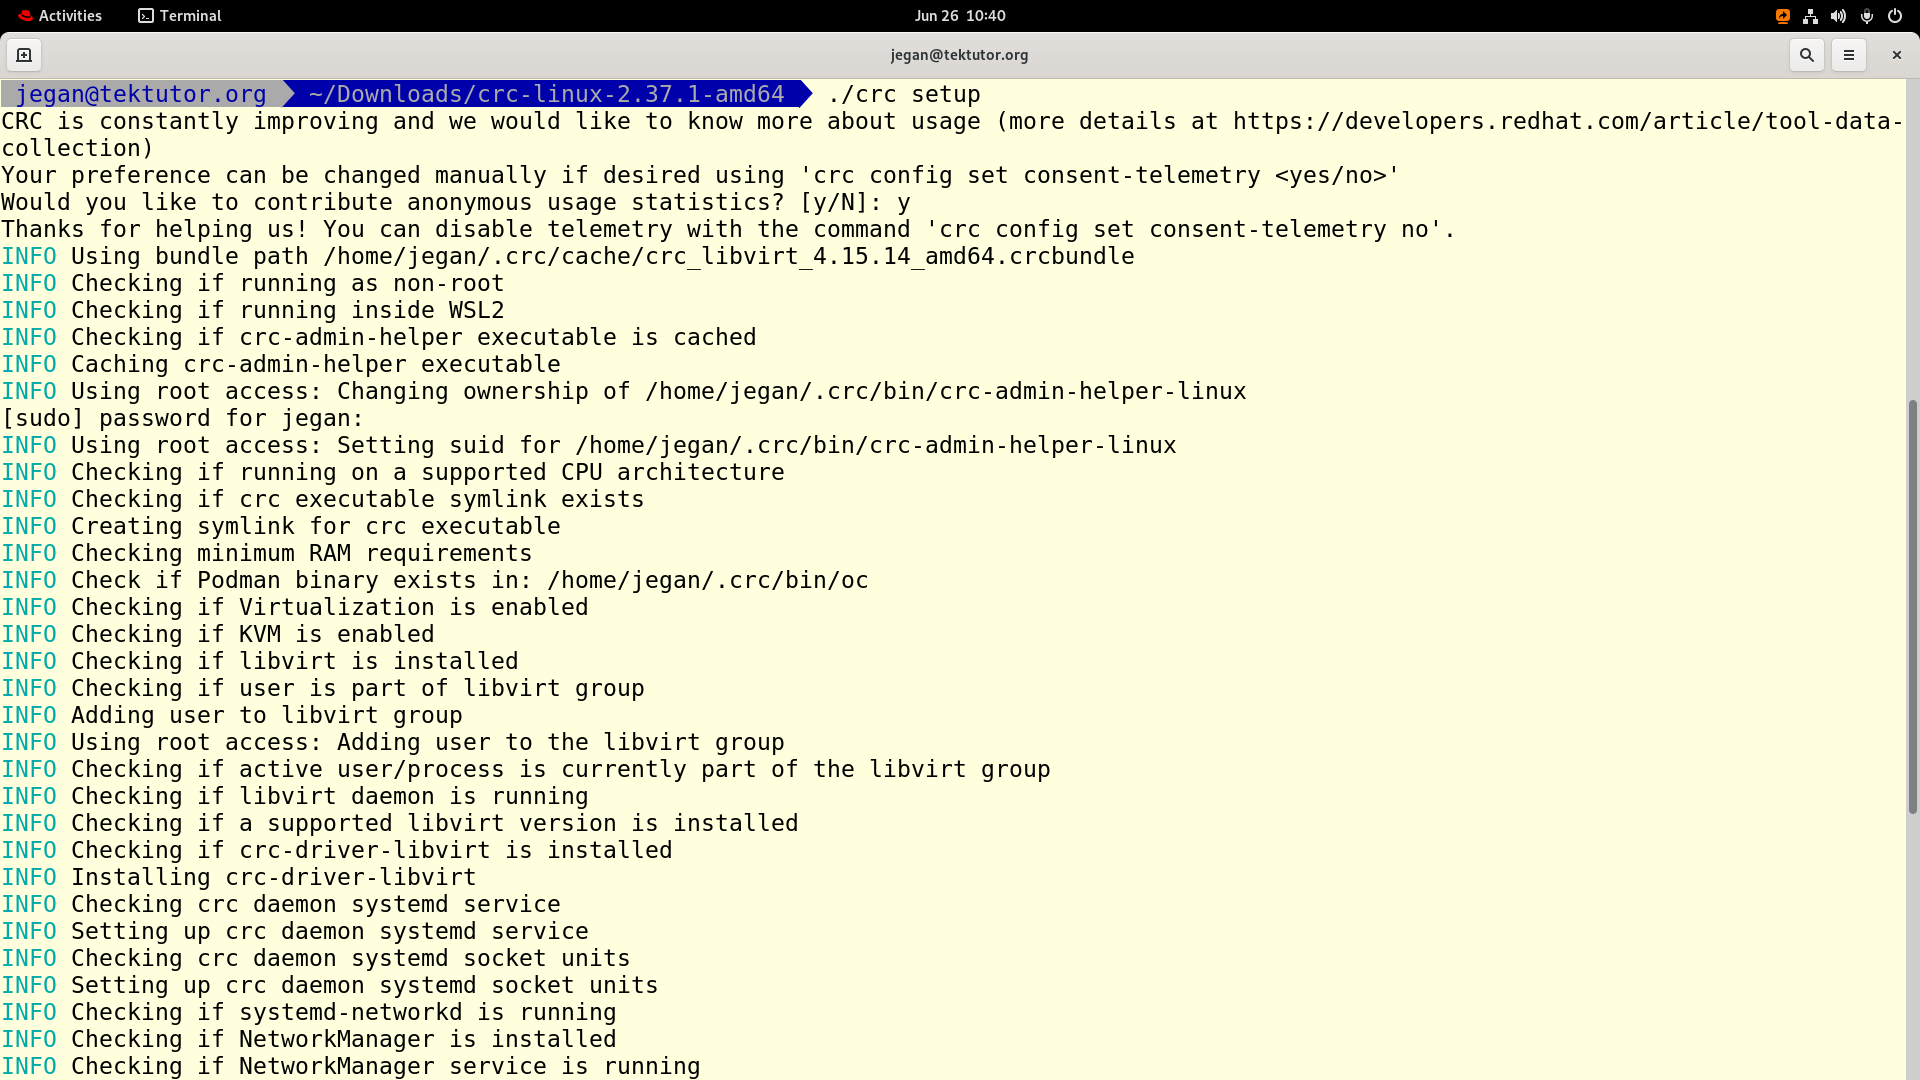 Activities Terminal Jun 26 10:40
jegan@tektutor.org
jegan@tektutor.org ~/Downloads/crc-linux-2.37.1-amd64 ./crc setup
CRC is constantly improving and we would like to know more about usage (more details at https://developers.redhat.com/article/tool-data-
collection)
Your preference can be changed manually if desired using 'crc config set consent-telemetry <yes/no>'
Would you like to contribute anonymous usage statistics? [y/N]: y
Thanks for helping us! You can disable telemetry with the command 'crc config set consent-telemetry no'.
INFO Using bundle path /home/jegan/.crc/cache/crc_libvirt_4.15.14_amd64.crcbundle
INFO Checking if running as non-root
INFO Checking if running inside WSL2
INFO Checking if crc-admin-helper executable is cached
INFO Caching crc-admin-helper executable
INFO Using root access: Changing ownership of /home/jegan/.crc/bin/crc-admin-helper-linux
[sudo] password for jegan:
INFO Using root access: Setting suid for /home/jegan/.crc/bin/crc-admin-helper-linux
INFO Checking if running on a supported CPU architecture
INFO Checking if crc executable symlink exists
INFO Creating symlink for crc executable
INFO Checking minimum RAM requirements
INFO Check if Podman binary exists in: /home/jegan/.crc/bin/oc
INFO Checking if Virtualization is enabled
INFO Checking if KVM is enabled
INFO Checking if libvirt is installed
INFO Checking if user is part of libvirt group
INFO Adding user to libvirt group
INFO Using root access: Adding user to the libvirt group
INFO Checking if active user/process is currently part of the libvirt group
INFO Checking if libvirt daemon is running
INFO Checking if a supported libvirt version is installed
INFO Checking if crc-driver-libvirt is installed
INFO Installing crc-driver-libvirt
INFO Checking crc daemon systemd service
INFO Setting up crc daemon systemd service
INFO Checking crc daemon systemd socket units
INFO Setting up crc daemon systemd socket units
INFO Checking if systemd-networkd is running
INFO Checking if NetworkManager is installed
INFO Checking if NetworkManager service is running